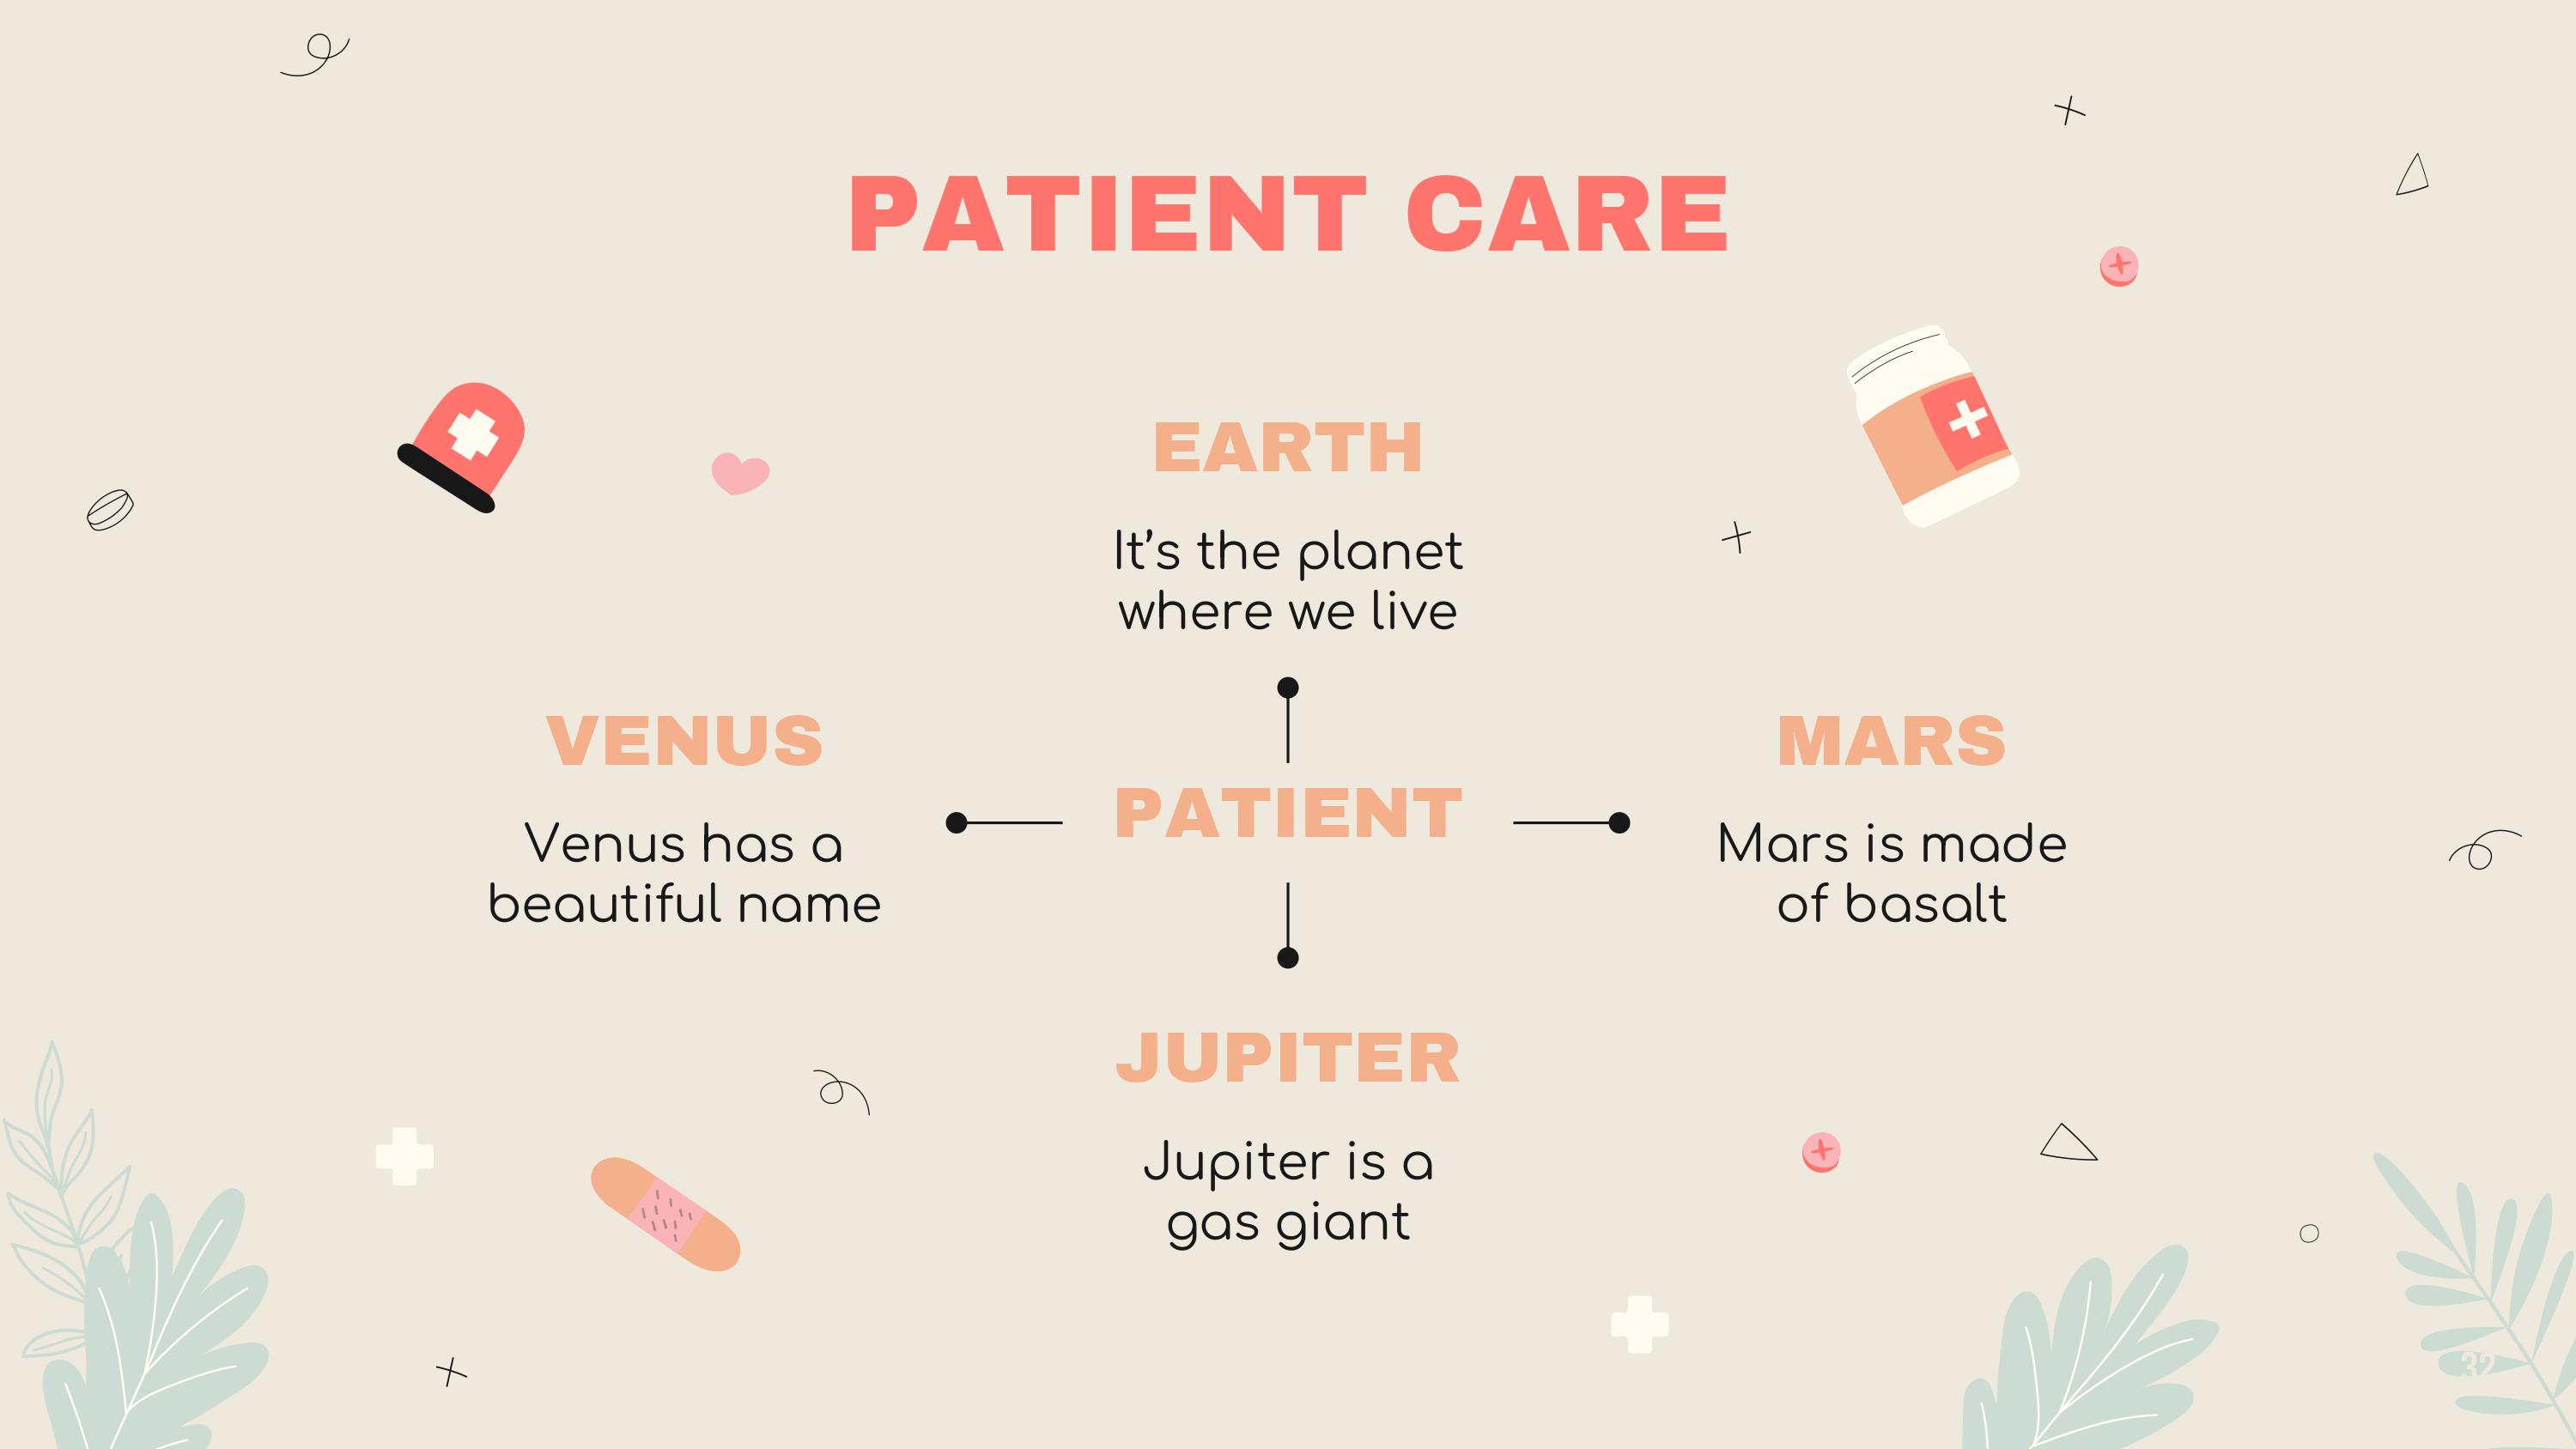 PATIENT CARE
EARTH
It’s the planet
where we live
VENUS
Venus has a
beautiful name
PATIENT
MARS
Mars is made
of basalt
JUPITER
Jupiter is a
gas giant
32